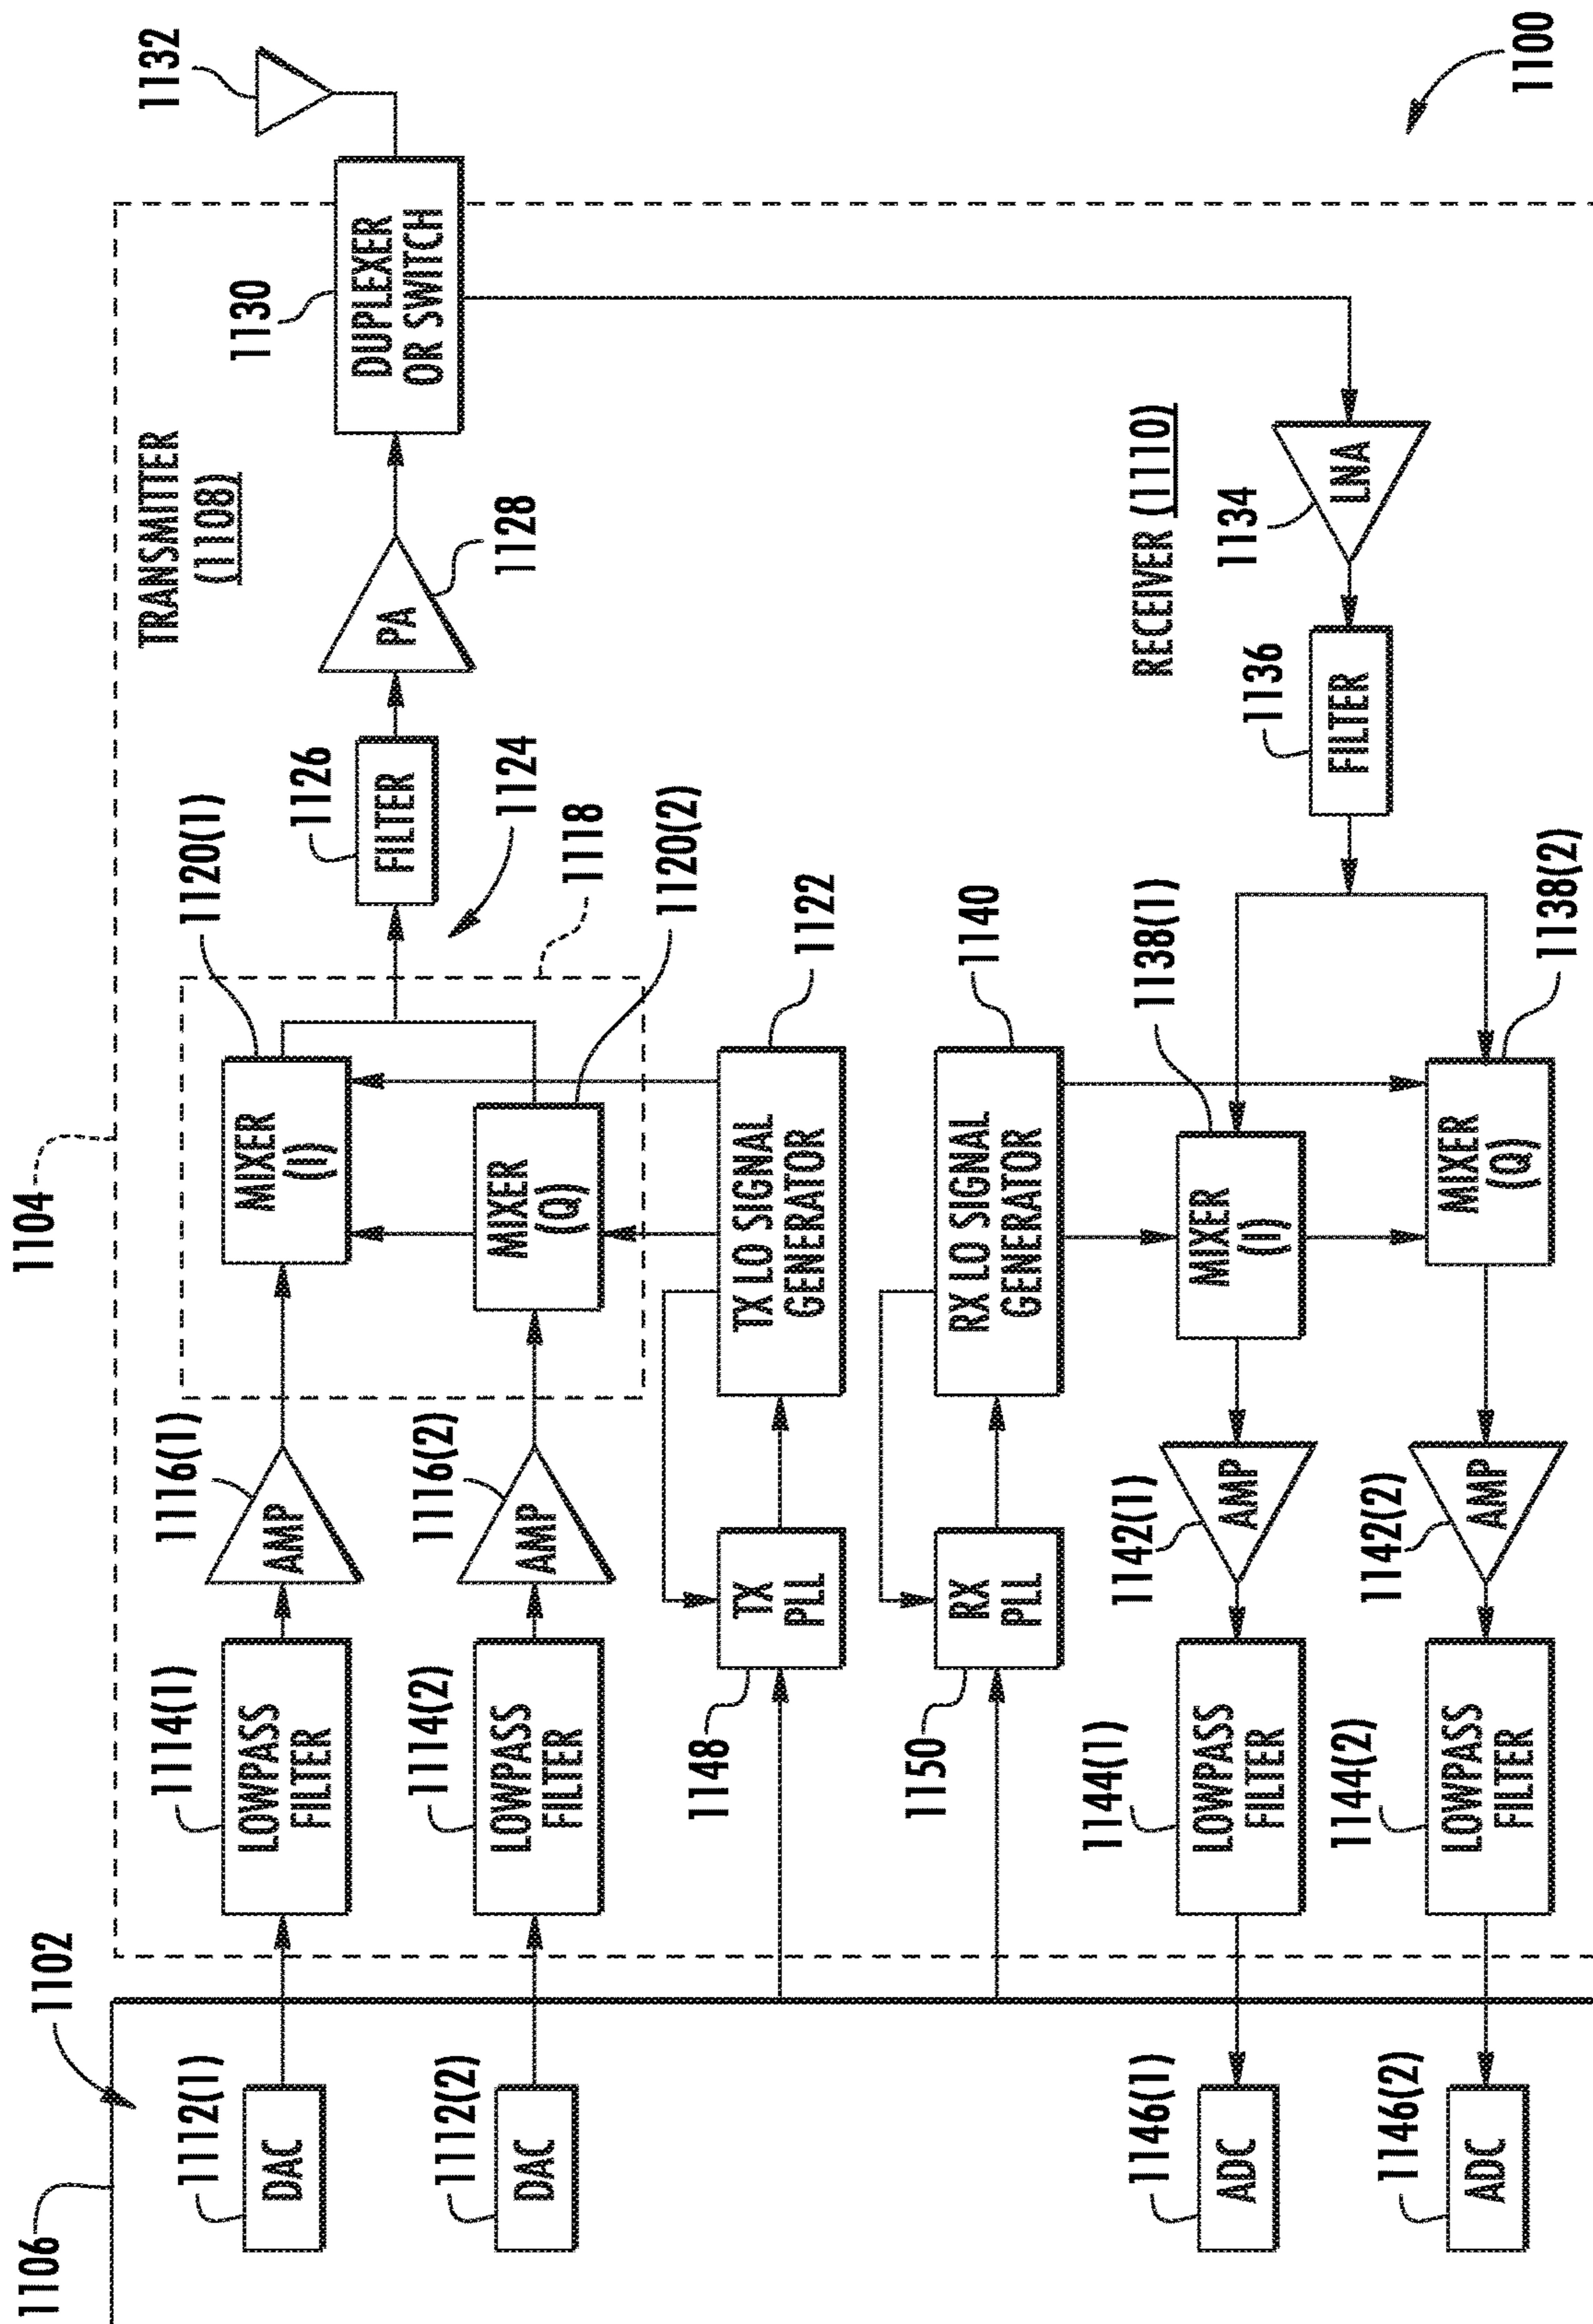 1106
1102
1104
1112(1)
DAC
1112(2)
DAC
1114(1)
LOWPASS
FILTER
1114(2)
LOWPASS
FILTER
1116(1)
AMP
1116(2)
AMP
1120(1)
MIXER
(I)
1118
1120(2)
MIXER
(Q)
1124
1126
FILTER
PA
1128
TRANSMITTER
(1108)
1130
DUPLEXER
OR SWITCH
1132
1148
TX
PLL
TX LO SIGNAL
GENERATOR
1122
1150
RX
PLL
RX LO SIGNAL
GENERATOR
1140
RECEIVER (1110)
1134
LNA
1136
FILTER
1138(1)
MIXER
(I)
1138(2)
MIXER
(Q)
1142(1)
AMP
1142(2)
AMP
1144(1)
LOWPASS
FILTER
1144(2)
LOWPASS
FILTER
1146(1)
ADC
1146(2)
ADC
1100